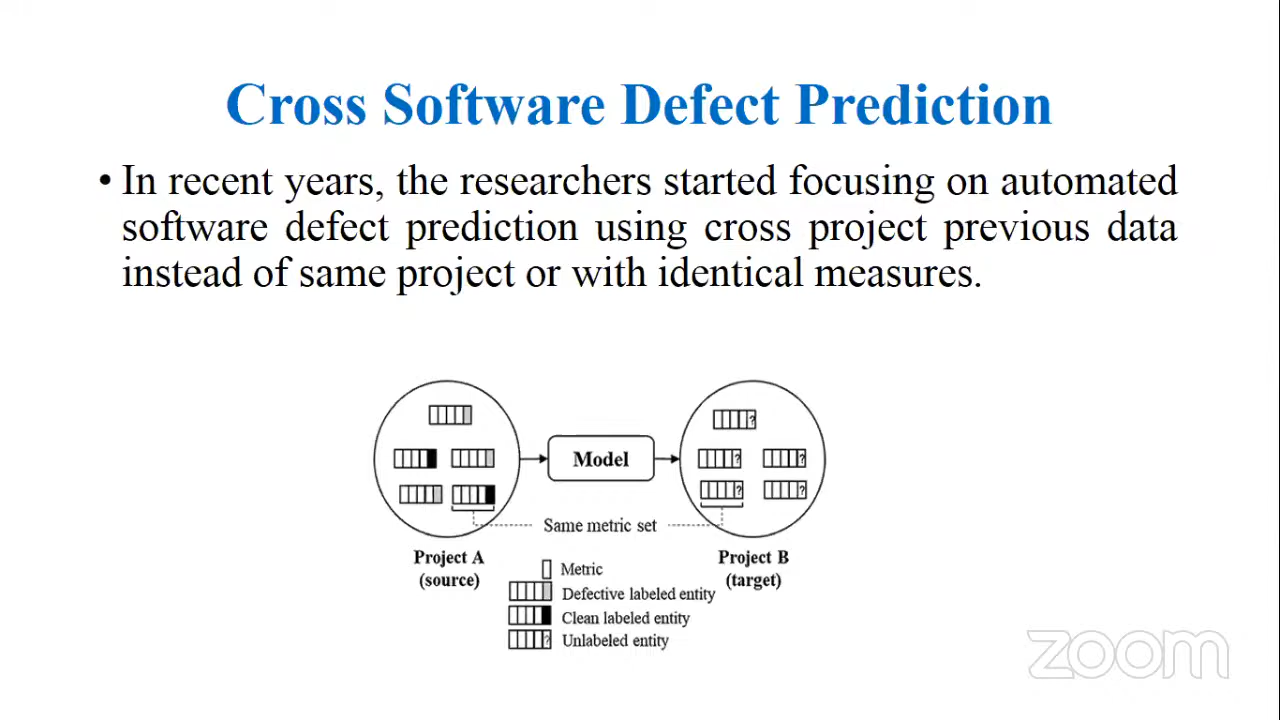 Cross Software Defect Prediction
• In recent years, the researchers started focusing on automated
software defect prediction using cross project previous data
instead of same project or with identical measures.
?
? ?
? ?
Model
Same metric set
Project A
(source)
Project B
(target)
Metric
Defective labeled entity
Clean labeled entity
? Unlabeled entity
zoom